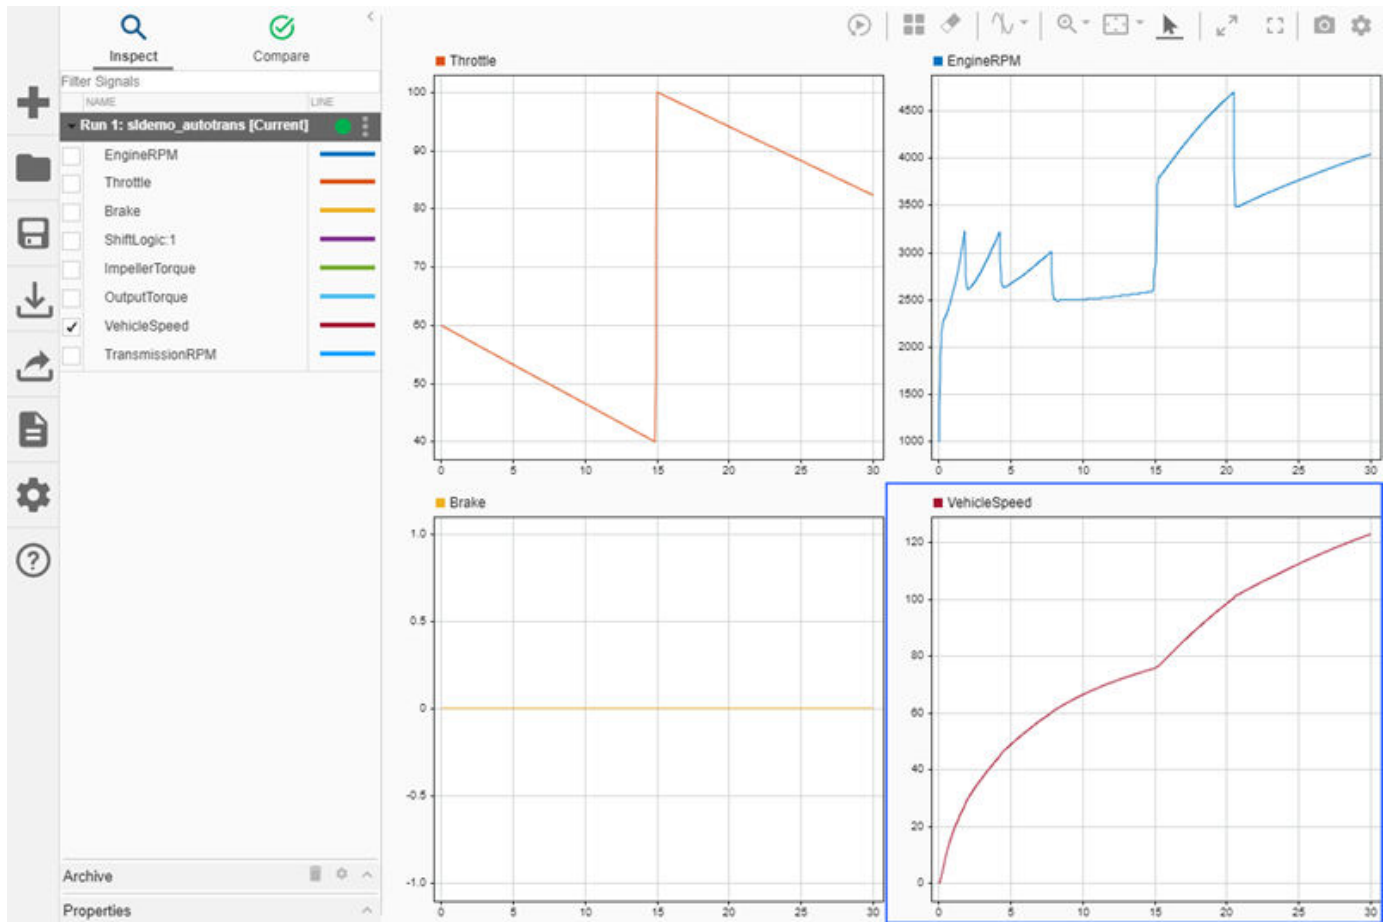 Inspect
Compare
Filter Signals
NAME LINE
Run 1: sldemo_autotrans [Current]
EngineRPM
Throttle
Brake
ShiftLogic:1
ImpellerTorque
OutputTorque
VehicleSpeed
TransmissionRPM
Archive
Properties
Throttle
100
90
80
70
60
50
40
0 5 10 15 20 25 30
EngineRPM
4500
4000
3500
3000
2500
2000
1500
1000
0 5 10 15 20 25 30
Brake
1.0
0.5
0
-0.5
-1.0
0 5 10 15 20 25 30
VehicleSpeed
120
100
80
60
40
20
0
0 5 10 15 20 25 30